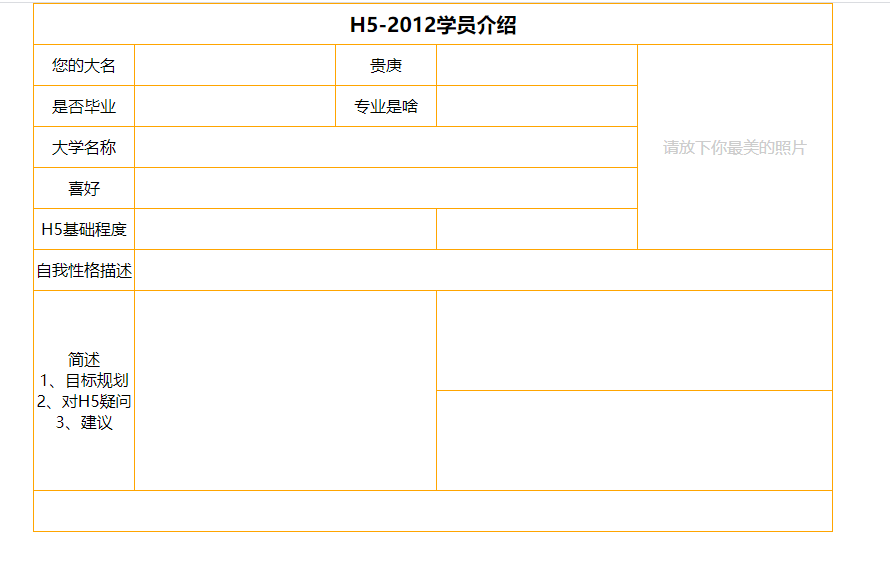 H5-2012学员介绍
您的大名
贵庚
是否毕业
专业是啥
大学名称
请放下你最美的照片
喜好
H5基础程度
自我性格描述
简述
1、目标规划
2、对H5疑问
3、建议